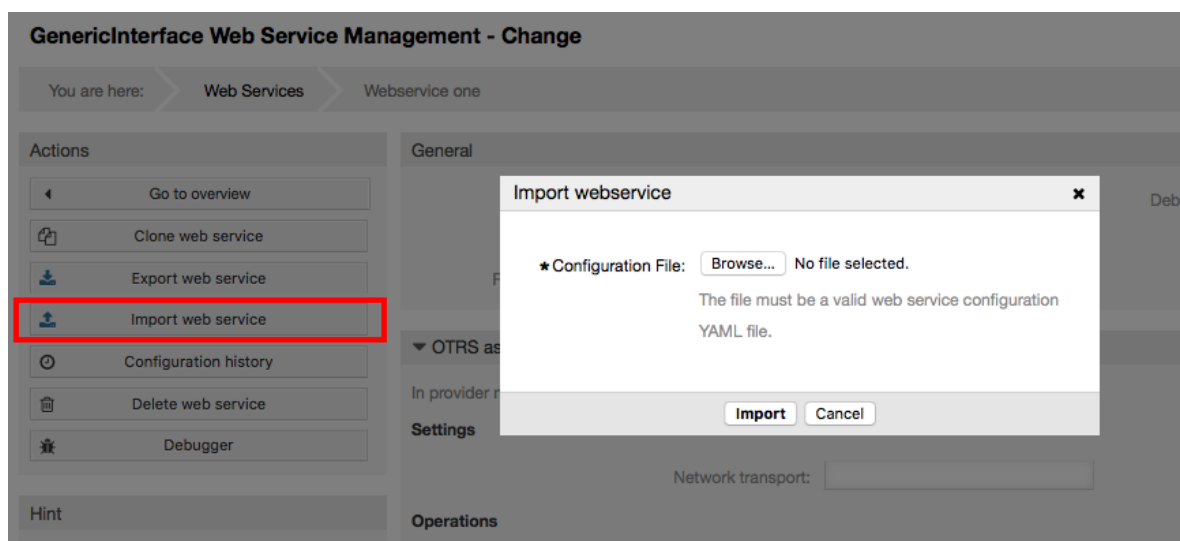 GenericInterface Web Service Management - Change
You are here: Web Services Webservice one
Actions
Go to overview
Clone web service
Export web service
Import web service
Configuration history
Delete web service
Debugger
Hint
General
Deb
Import webservice
★ Configuration File: Browse... No file selected.
The file must be a valid web service configuration
YAML file.
Import Cancel
▼ OTRS as
In provider r
Settings
Network transport:
Operations